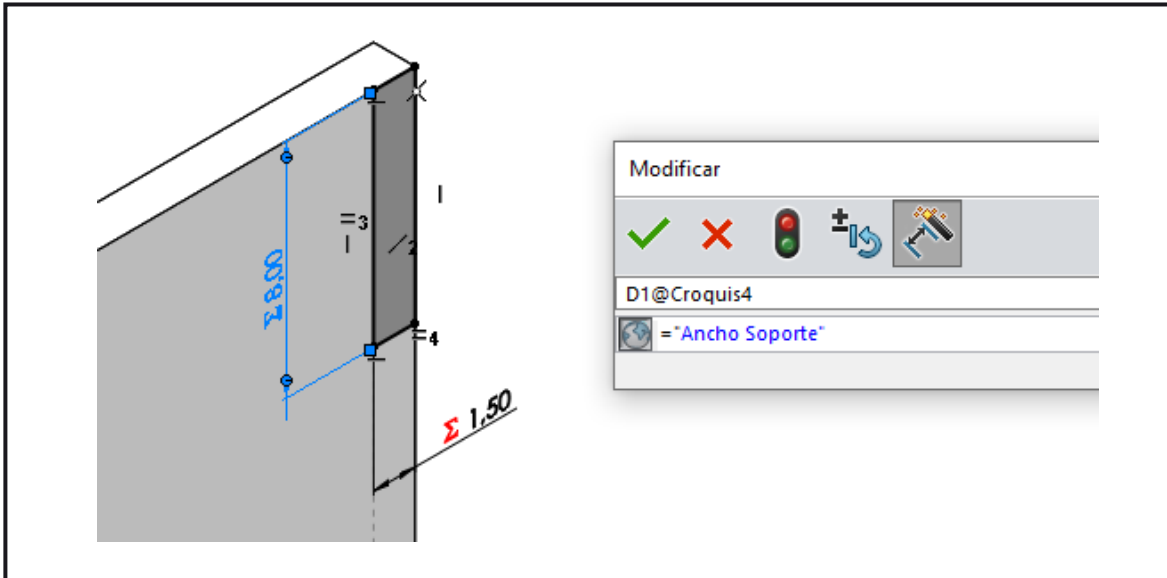 Modificar
D1@Croquis4
="Ancho Soporte"
=3
2
Σ 8,00
=4
Σ 1,50